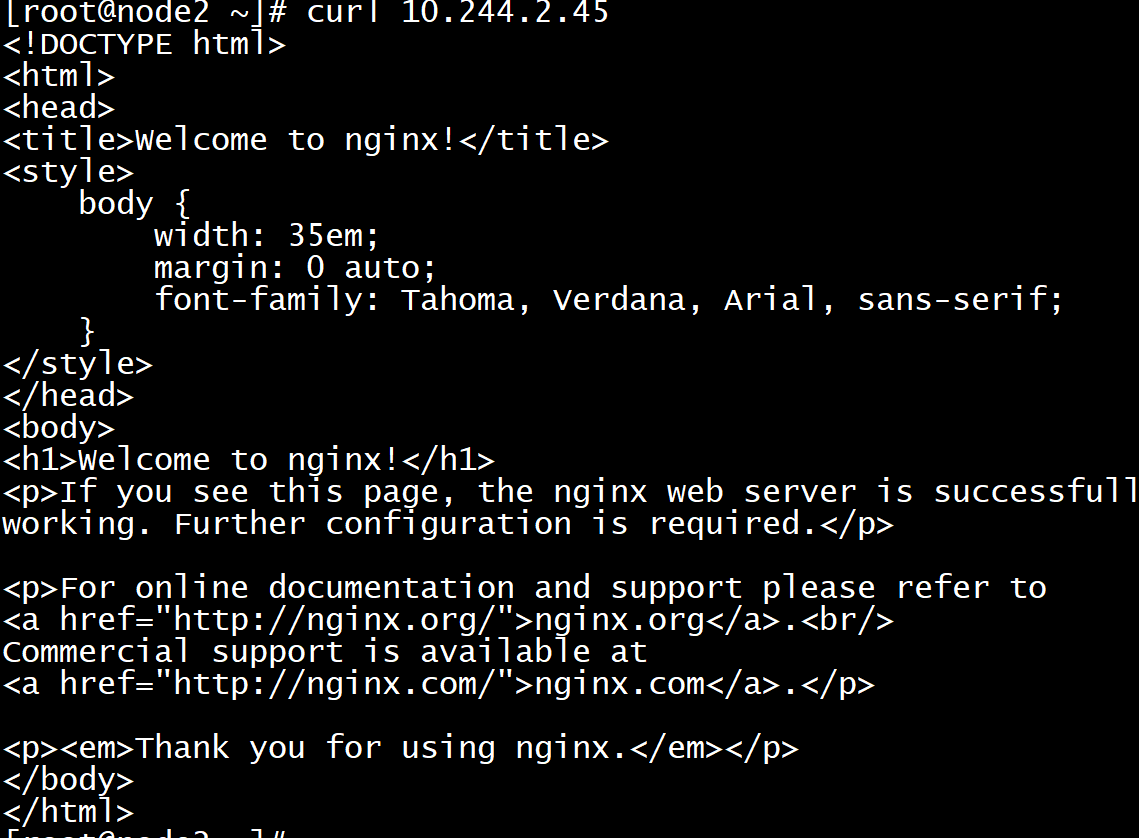 [root@node2 ~]# curl 10.244.2.45
<!DOCTYPE html>
<html>
<head>
<title>Welcome to nginx!</title>
<style>
    body {
        width: 35em;
        margin: 0 auto;
        font-family: Tahoma, Verdana, Arial, sans-serif;
    }
</style>
</head>
<body>
<h1>Welcome to nginx!</h1>
<p>If you see this page, the nginx web server is successfull
working. Further configuration is required.</p>

<p>For online documentation and support please refer to
<a href="http://nginx.org/">nginx.org</a>.<br/>
Commercial support is available at
<a href="http://nginx.com/">nginx.com</a>.</p>

<p><em>Thank you for using nginx.</em></p>
</body>
</html>
[root@node2 ~]#